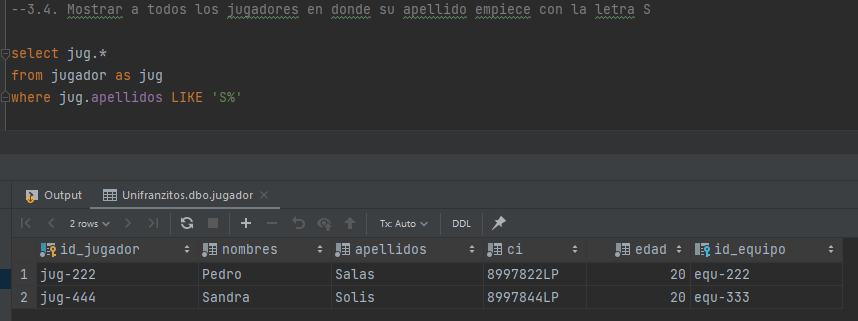 --3.4. Mostrar a todos los jugadores en donde su apellido empiece con la letra S
select jug.*
from jugador as jug
where jug.apellidos LIKE 'S%'
Output Unifranzitos.dbo.jugador
2 rows Tx: Auto DDL
id_jugador nombres apellidos ci edad id_equipo
1 jug-222 Pedro Salas 8997822LP 20 equ-222
2 jug-444 Sandra Solis 8997844LP 20 equ-333